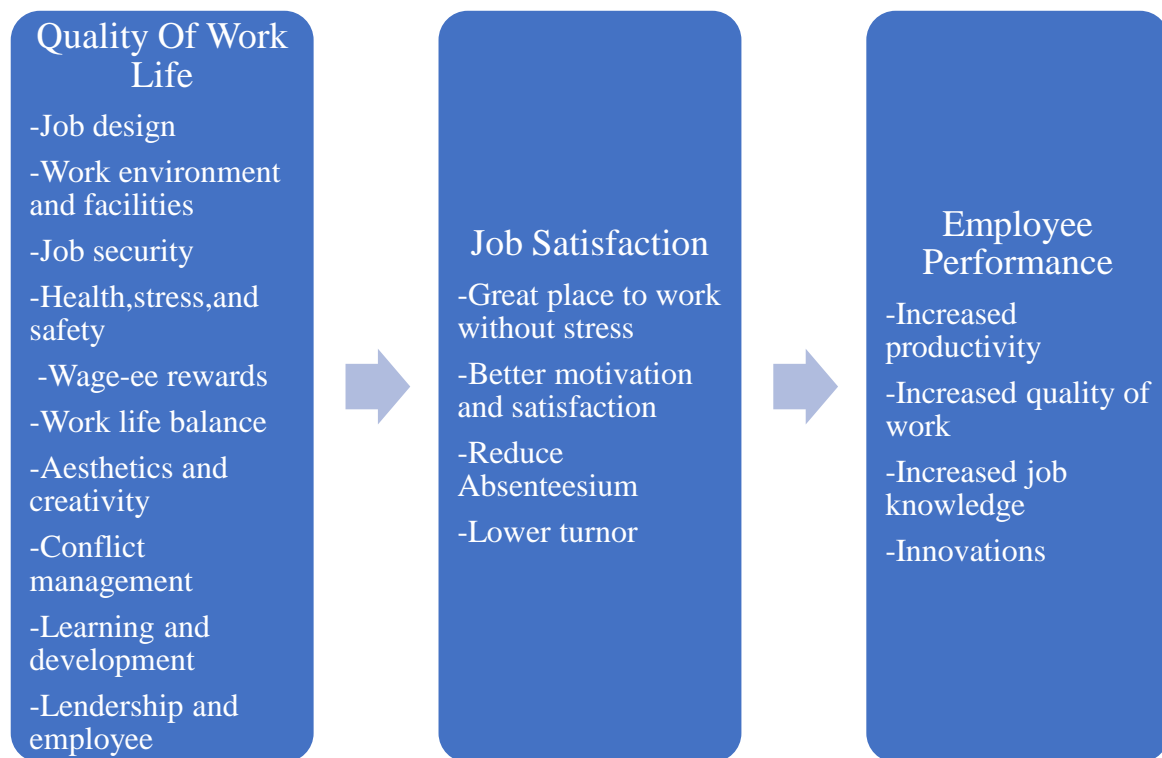 Quality Of Work
Life
-Job design
-Work environment
and facilities
-Job security
-Health,stress,and
safety
-Wage-ee rewards
-Work life balance
-Aesthetics and
creativity
-Conflict
management
-Learning and
development
-Lendership and
employee
Job Satisfaction
-Great place to work
without stress
-Better motivation
and satisfaction
-Reduce
Absenteesium
-Lower turnor
Employee
Performance
-Increased
productivity
-Increased quality of
work
-Increased job
knowledge
-Innovations